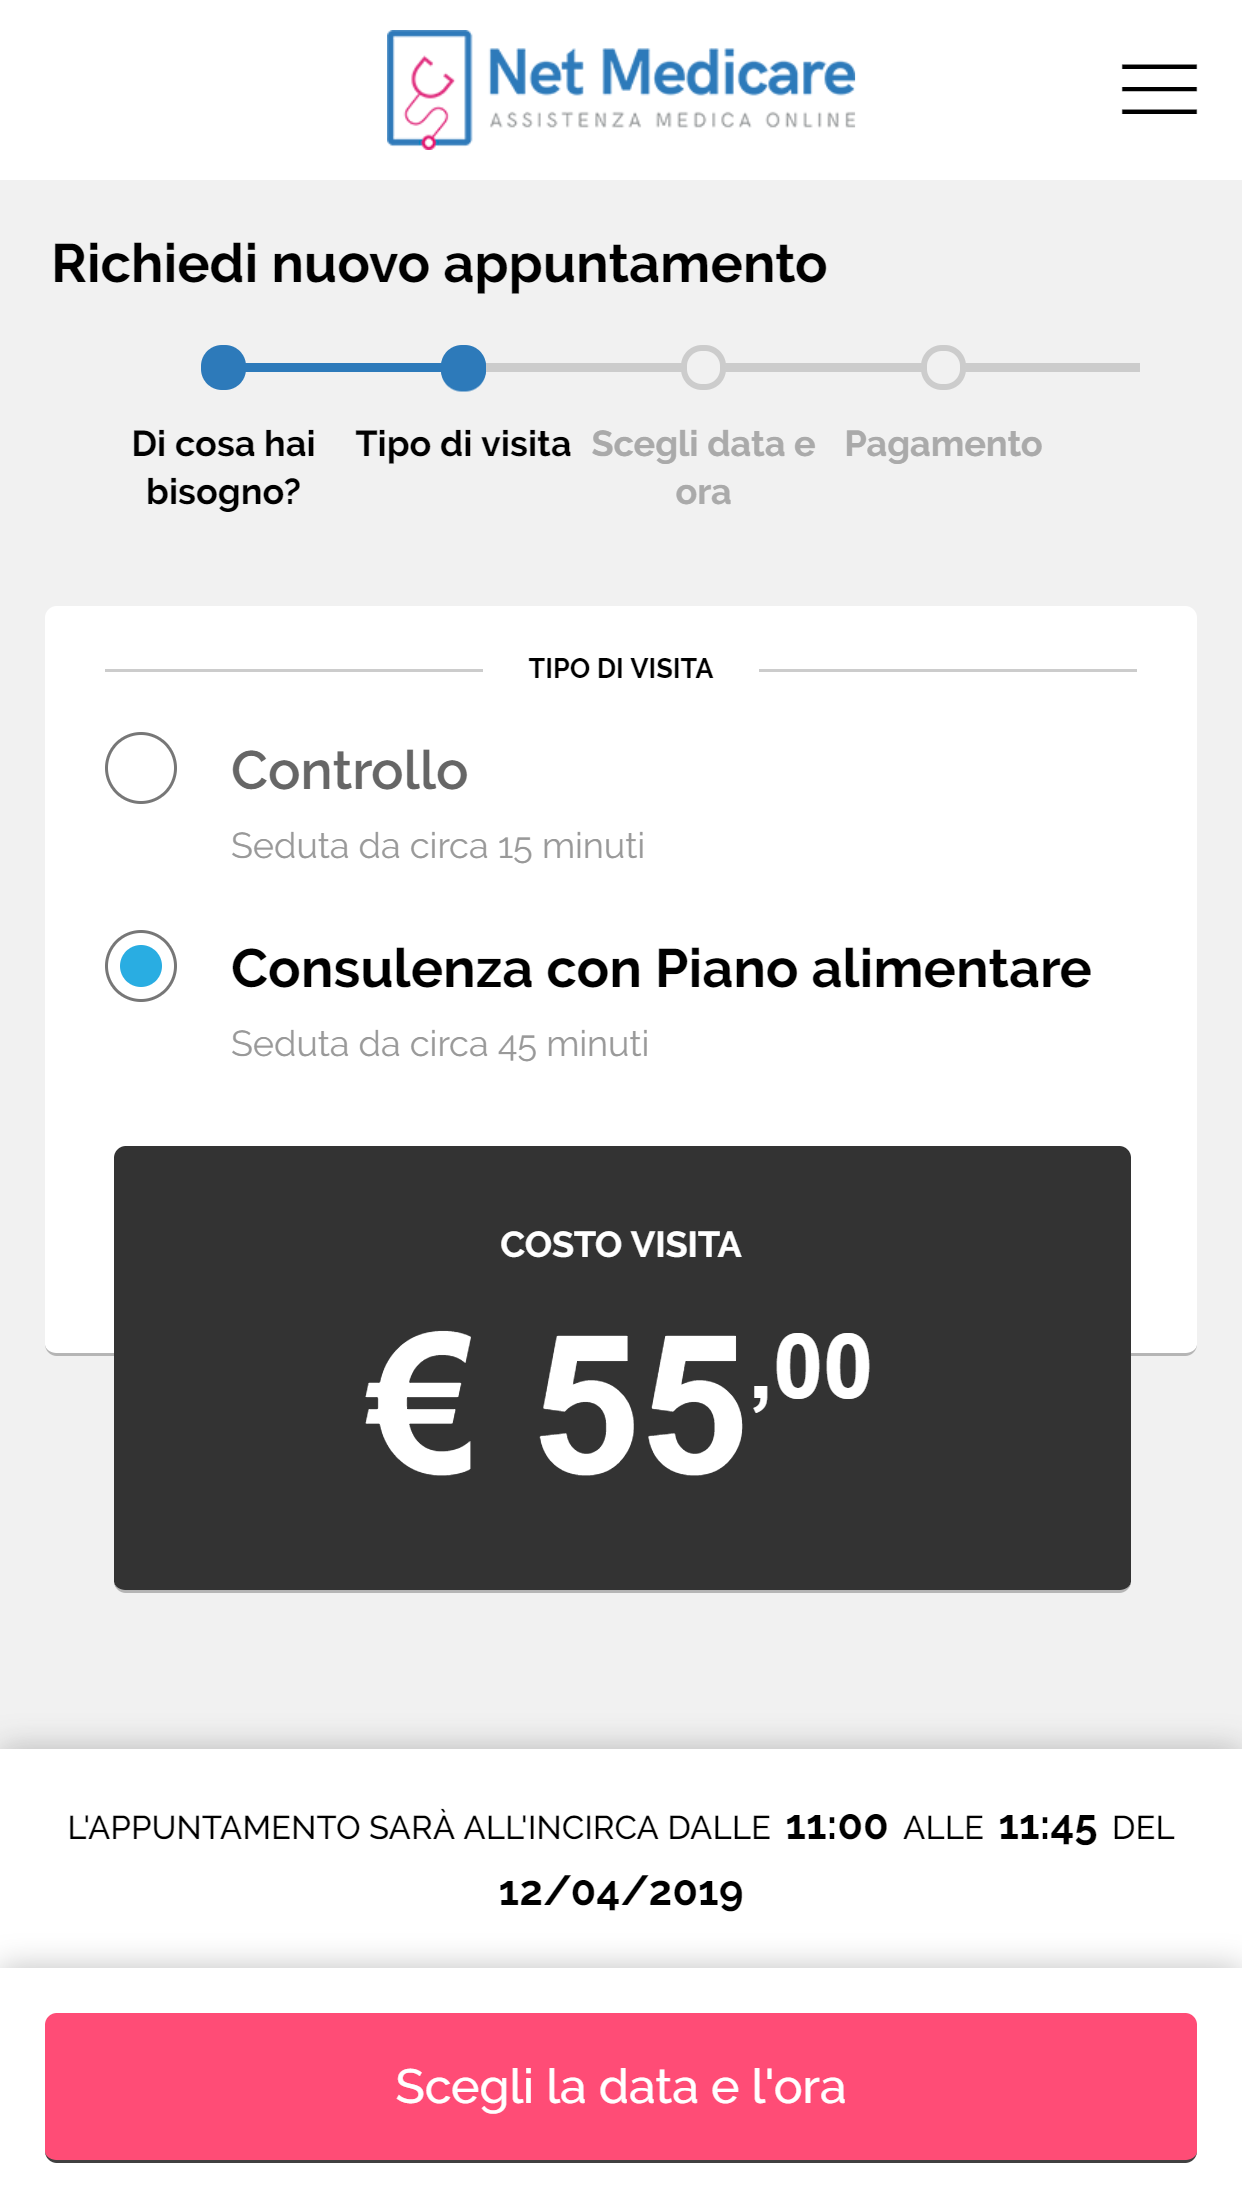 Net Medicare
ASSISTENZA MEDICA ONLINE
Richiedi nuovo appuntamento
Di cosa hai
bisogno?
Tipo di visita
Scegli data e
ora
Pagamento
TIPO DI VISITA
Controllo
Seduta da circa 15 minuti
Consulenza con Piano alimentare
Seduta da circa 45 minuti
COSTO VISITA
€ 55,00
L'APPUNTAMENTO SARÀ ALL'INCIRCA DALLE 11:00 ALLE 11:45 DEL
12/04/2019
Scegli la data e l'ora